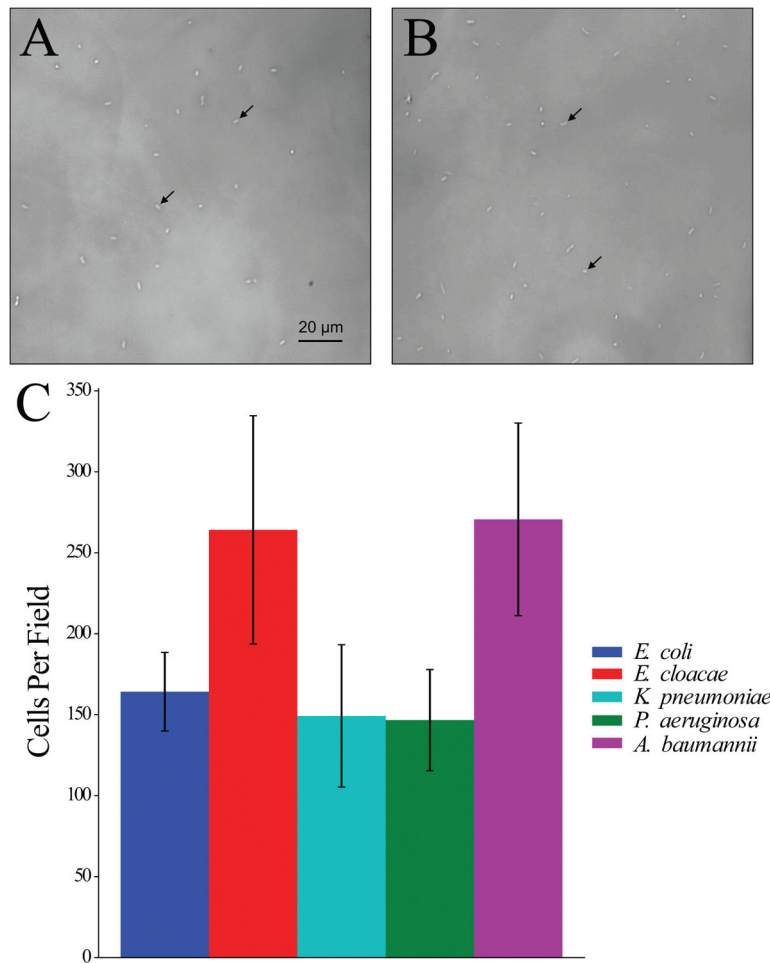 A
B
20 µm
C
350
300
250
200
150
100
50
0
Cells Per Field
E. coli
E. cloacae
K pneumoniae
P. aeruginosa
A. baumannii